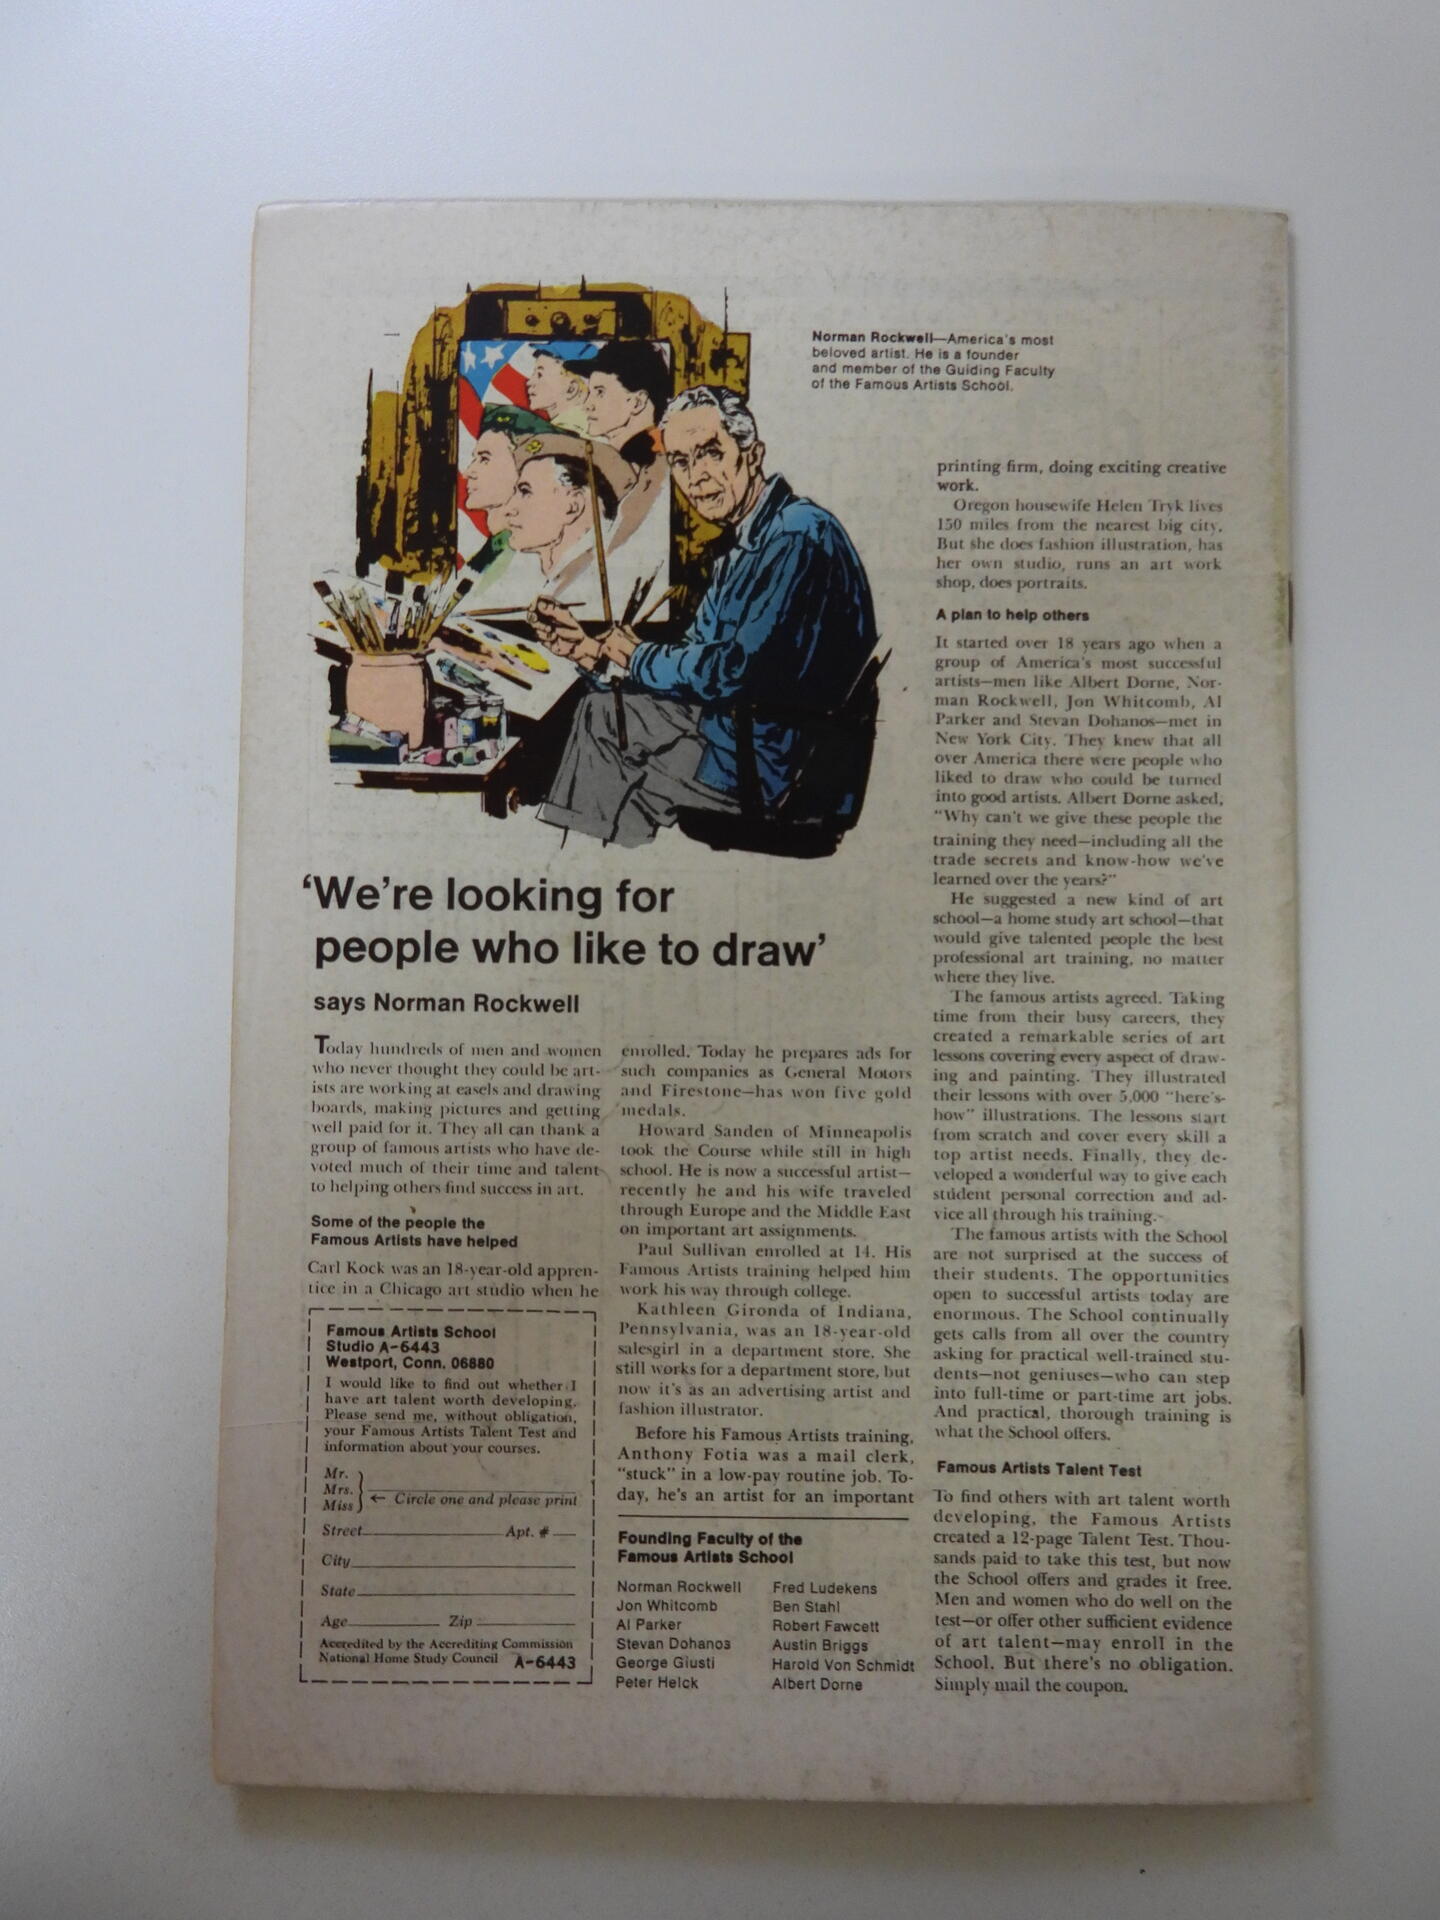 Norman Rockwell—America's most
beloved artist. He is a founder
and member of the Guiding Faculty
of the Famous Artists School.
'We're looking for
people who like to draw'
says Norman Rockwell
Today hundreds of men and women
who never thought they could be art-
ists are working at easels and drawing
boards, making pictures and getting
well paid for it. They all can thank a
group of famous artists who have de-
voted much of their time and talent
to helping others find success in art.
Some of the people the
Famous Artists have helped
Carl Kock was an 18-year-old appren-
tice in a Chicago art studio when he
enrolled. Today he prepares ads for
such companies as General Motors
and Firestone—has won five gold
medals.
Howard Sanden of Minneapolis
took the Course while still in high
school. He is now a successful artist—
recently he and his wife traveled
through Europe and the Middle East
on important art assignments.
Paul Sullivan enrolled at 14. His
Famous Artists training helped him
work his way through college.
Kathleen Gironda of Indiana,
Pennsylvania, was an 18-year-old
salesgirl in a department store. She
still works for a department store, but
now it's as an advertising artist and
fashion illustrator.
Before his Famous Artists training,
Anthony Fotia was a mail clerk,
"stuck" in a low-pay routine job. To-
day, he's an artist for an important
printing firm, doing exciting creative
work.
Oregon housewife Helen Tryk lives
150 miles from the nearest big city.
But she does fashion illustration, has
her own studio, runs an art work
shop, does portraits.
A plan to help others
It started over 18 years ago when a
group of America's most successful
artists—men like Albert Dorne, Nor-
man Rockwell, Jon Whitcomb, Al
Parker and Stevan Dohanos—met in
New York City. They knew that all
over America there were people who
liked to draw who could be turned
into good artists. Albert Dorne asked,
"Why can't we give these people the
training they need—including all the
trade secrets and know-how we've
learned over the years?"
He suggested a new kind of art
school—a home study art school—that
would give talented people the best
professional art training, no matter
where they live.
The famous artists agreed. Taking
time from their busy careers, they
created a remarkable series of art
lessons covering every aspect of draw-
ing and painting. They illustrated
their lessons with over 5,000 "here's-
how" illustrations. The lessons start
from scratch and cover every skill a
top artist needs. Finally, they de-
veloped a wonderful way to give each
student personal correction and ad-
vice all through his training.
The famous artists with the School
are not surprised at the success of
their students. The opportunities
open to successful artists today are
enormous. The School continually
gets calls from all over the country
asking for practical well-trained stu-
dents—not geniuses—who can step
into full-time or part-time art jobs.
And practical, thorough training is
what the School offers.
Famous Artists Talent Test
To find others with art talent worth
developing, the Famous Artists
created a 12-page Talent Test. Thou-
sands paid to take this test, but now
the School offers and grades it free.
Men and women who do well on the
test—or offer other sufficient evidence
of art talent—may enroll in the
School. But there's no obligation.
Simply mail the coupon.
Famous Artists School
Studio A-6443
Westport, Conn. 06880
I would like to find out whether I
have art talent worth developing.
Please send me, without obligation,
your Famous Artists Talent Test and
information about your courses.
Mr.
Mrs.
Miss
← Circle one and please print
Street Apt. #
City
State
Age Zip
Accredited by the Accrediting Commission
National Home Study Council A-6443
Founding Faculty of the
Famous Artists School
Norman Rockwell
Jon Whitcomb
Al Parker
Stevan Dohanos
George Giusti
Peter Helck
Fred Ludekens
Ben Stahl
Robert Fawcett
Austin Briggs
Harold Von Schmidt
Albert Dorne